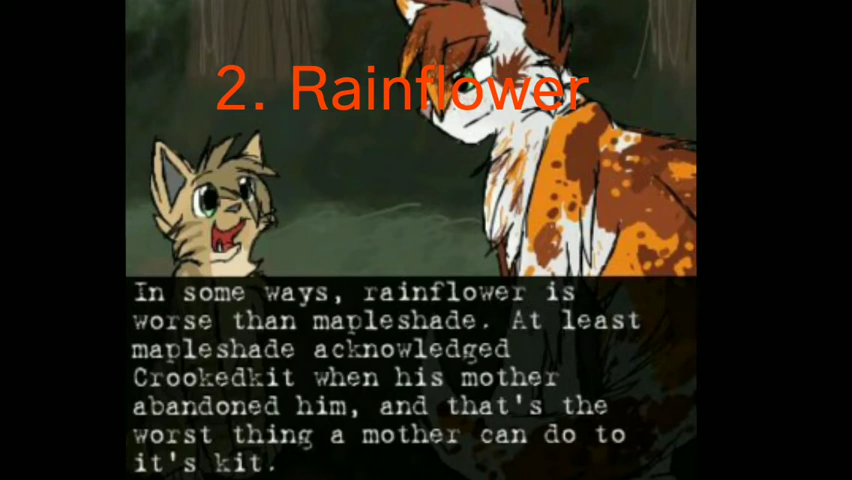 2. Rainflower
In some ways, rainflower is
worse than mapleshade. At least
mapleshade acknowledged
Crookedkit when his mother
abandoned him, and that's the
worst thing a mother can do to
it's kit.